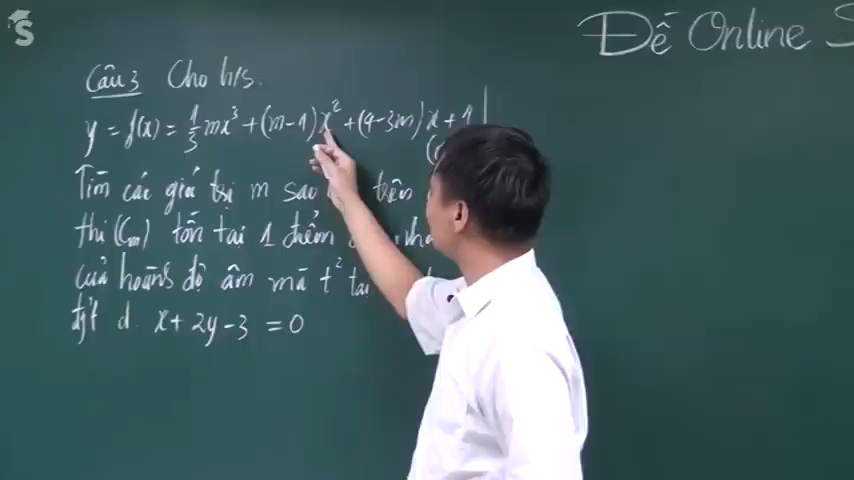 S
Đề Online S
Câu 3 Cho h/s.
y = f(x) = 1/3 mx³ + (m-1)x² + (4-3m)x + 1
Tìm các giá trị m sao trên
thị (Cm) tồn tại 1 điểm
của hoành độ âm mà t² tại
đt d. x + 2y - 3 = 0